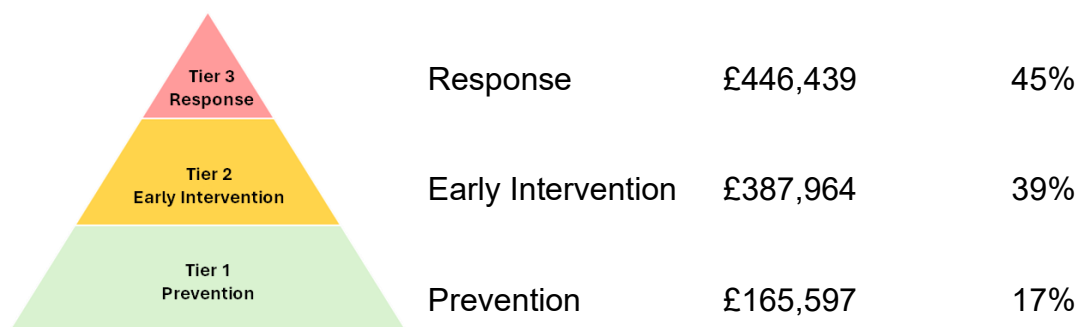 Tier 3
Response
Response £446,439 45%
Tier 2
Early Intervention
Early Intervention £387,964 39%
Tier 1
Prevention
Prevention £165,597 17%